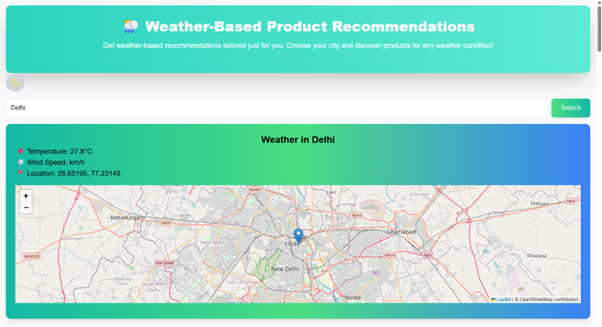 Weather-Based Product Recommendations
Get weather-based recommendations tailored just for you. Choose your city and discover products for any weather condition!
Delhi
Search
Weather in Delhi
Temperature: 27.8°C
Wind Speed: km/h
Location: 28.65195, 77.23149
+
−
Bahadurgarh
Delhi
Ghaziabad
New Delhi
Noida
Leaflet | © OpenStreetMap contributors